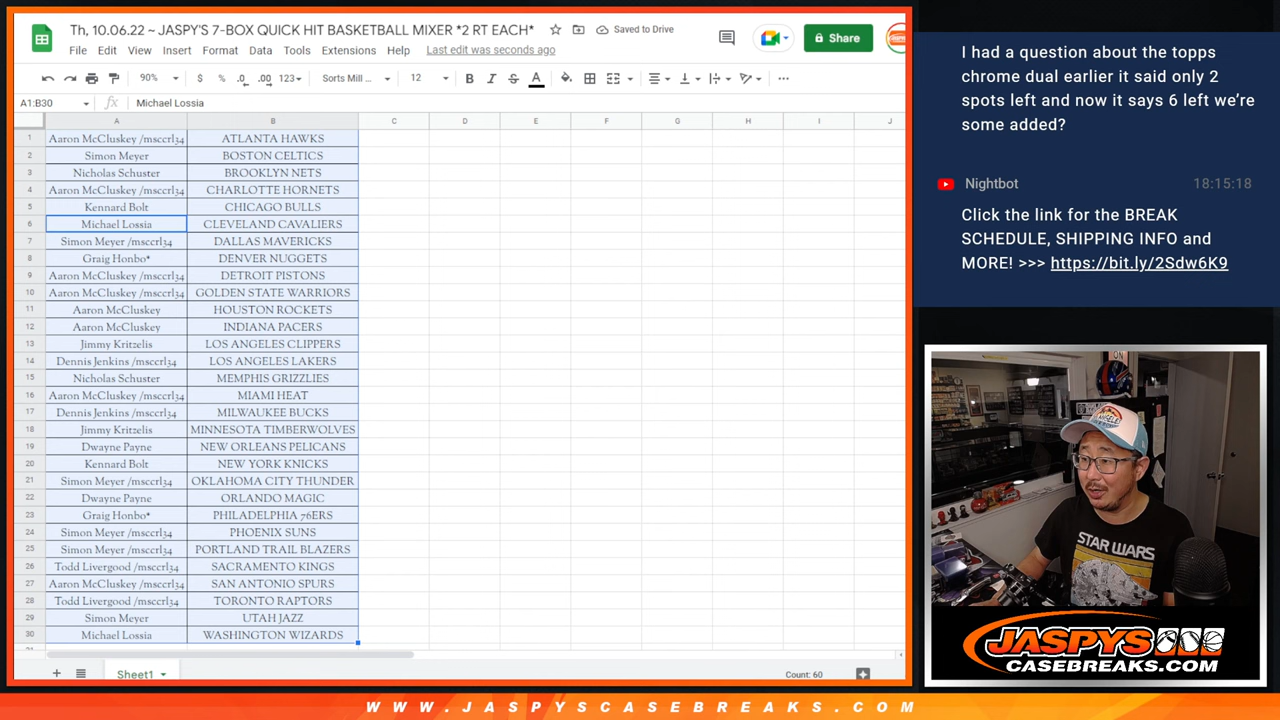 Th, 10.06.22 ~ JASPY'S 7-BOX QUICK HIT BASKETBALL MIXER *2 RT EACH*
Saved to Drive
File Edit View Insert Format Data Tools Extensions Help Last edit was seconds ago
Share
90% $ % .0 .00 123 Sorts Mill ... 12 B I S A
A1:B30 fx Michael Lossia
A B C D E F G H I J
1 Aaron McCluskey /msccrl34 ATLANTA HAWKS
2 Simon Meyer BOSTON CELTICS
3 Nicholas Schuster BROOKLYN NETS
4 Aaron McCluskey /msccrl34 CHARLOTTE HORNETS
5 Kennard Bolt CHICAGO BULLS
6 Michael Lossia CLEVELAND CAVALIERS
7 Simon Meyer /msccrl34 DALLAS MAVERICKS
8 Graig Honbo* DENVER NUGGETS
9 Aaron McCluskey /msccrl34 DETROIT PISTONS
10 Aaron McCluskey /msccrl34 GOLDEN STATE WARRIORS
11 Aaron McCluskey HOUSTON ROCKETS
12 Aaron McCluskey INDIANA PACERS
13 Jimmy Kritzelis LOS ANGELES CLIPPERS
14 Dennis Jenkins /msccrl34 LOS ANGELES LAKERS
15 Nicholas Schuster MEMPHIS GRIZZLIES
16 Aaron McCluskey /msccrl34 MIAMI HEAT
17 Dennis Jenkins /msccrl34 MILWAUKEE BUCKS
18 Jimmy Kritzelis MINNESOTA TIMBERWOLVES
19 Dwayne Payne NEW ORLEANS PELICANS
20 Kennard Bolt NEW YORK KNICKS
21 Simon Meyer /msccrl34 OKLAHOMA CITY THUNDER
22 Dwayne Payne ORLANDO MAGIC
23 Graig Honbo* PHILADELPHIA 76ERS
24 Simon Meyer /msccrl34 PHOENIX SUNS
25 Simon Meyer /msccrl34 PORTLAND TRAIL BLAZERS
26 Todd Livergood /msccrl34 SACRAMENTO KINGS
27 Aaron McCluskey /msccrl34 SAN ANTONIO SPURS
28 Todd Livergood /msccrl34 TORONTO RAPTORS
29 Simon Meyer UTAH JAZZ
30 Michael Lossia WASHINGTON WIZARDS
Sheet1
Count: 60
I had a question about the topps
chrome dual earlier it said only 2
spots left and now it says 6 left we're
some added?
Nightbot 18:15:18
Click the link for the BREAK
SCHEDULE, SHIPPING INFO and
MORE! >>> https://bit.ly/2Sdw6K9
ON
STAR WARS
JASPYS
CASEBREAKS.COM
WWW.JASPYSCASEBREAKS.COM